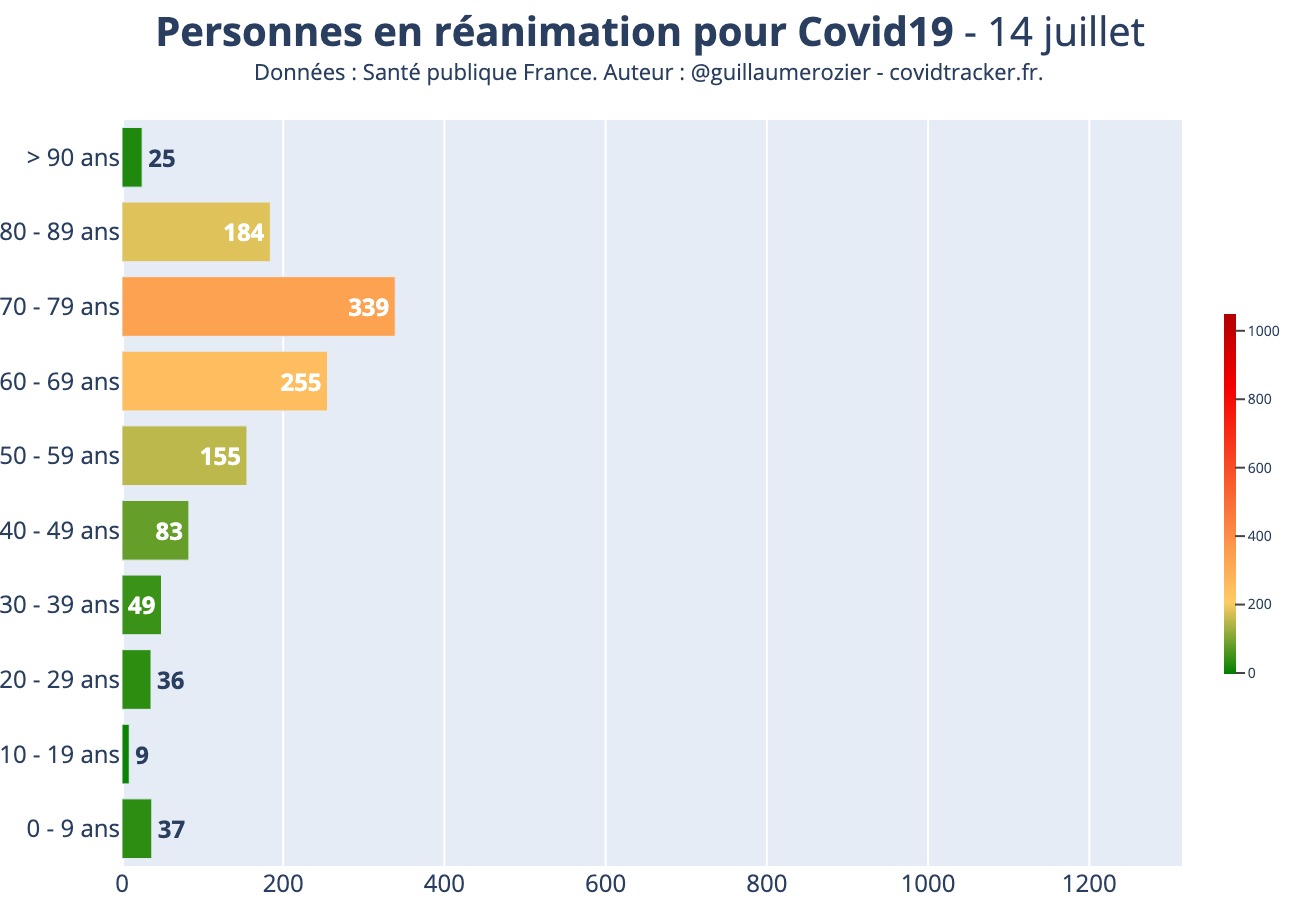 Personnes en réanimation pour Covid19 - 14 juillet
Données : Santé publique France. Auteur : @guillaumerozier - covidtracker.fr.
> 90 ans 25
80 - 89 ans 184
70 - 79 ans 339
60 - 69 ans 255
50 - 59 ans 155
40 - 49 ans 83
30 - 39 ans 49
20 - 29 ans 36
10 - 19 ans 9
0 - 9 ans 37
0 200 400 600 800 1000 1200
1000
800
600
400
200
0